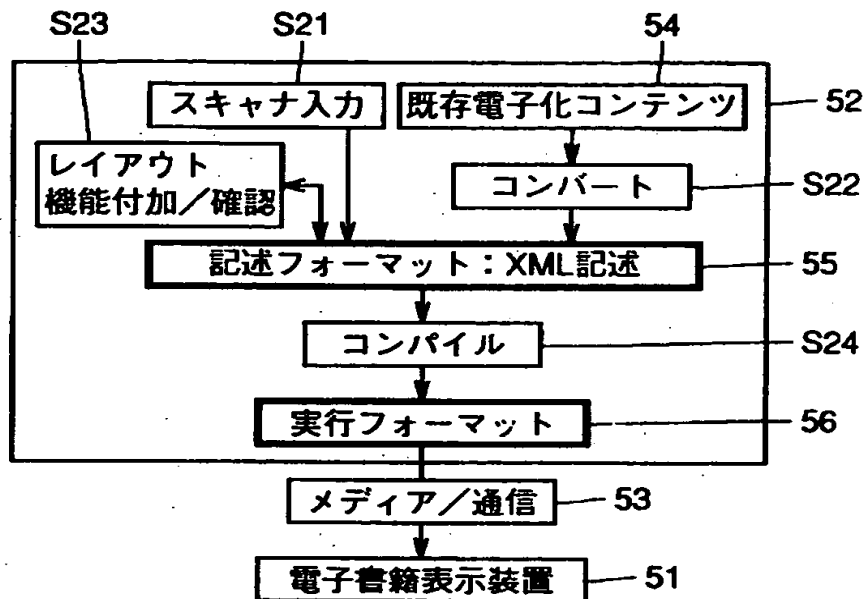 S23 S21 54
スキャナ入力 既存電子化コンテンツ 52
レイアウト
機能付加／確認
コンバート S22
記述フォーマット：XML記述 55
コンパイル S24
実行フォーマット 56
メディア／通信 53
電子書籍表示装置 51